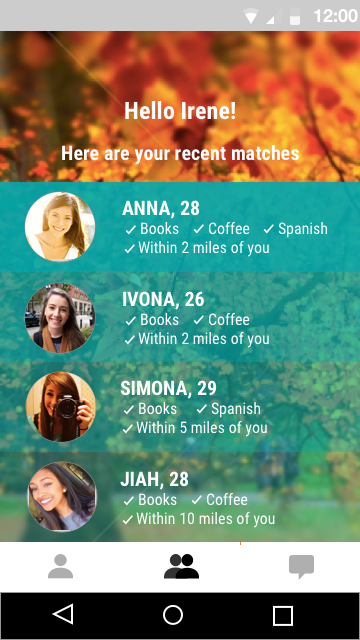 12:00
Hello Irene!
Here are your recent matches
ANNA, 28
✓ Books ✓ Coffee ✓ Spanish
✓ Within 2 miles of you
IVONA, 26
✓ Books ✓ Coffee
✓ Within 2 miles of you
SIMONA, 29
✓ Books ✓ Spanish
✓ Within 5 miles of you
JIAH, 28
✓ Books ✓ Coffee
✓ Within 10 miles of you